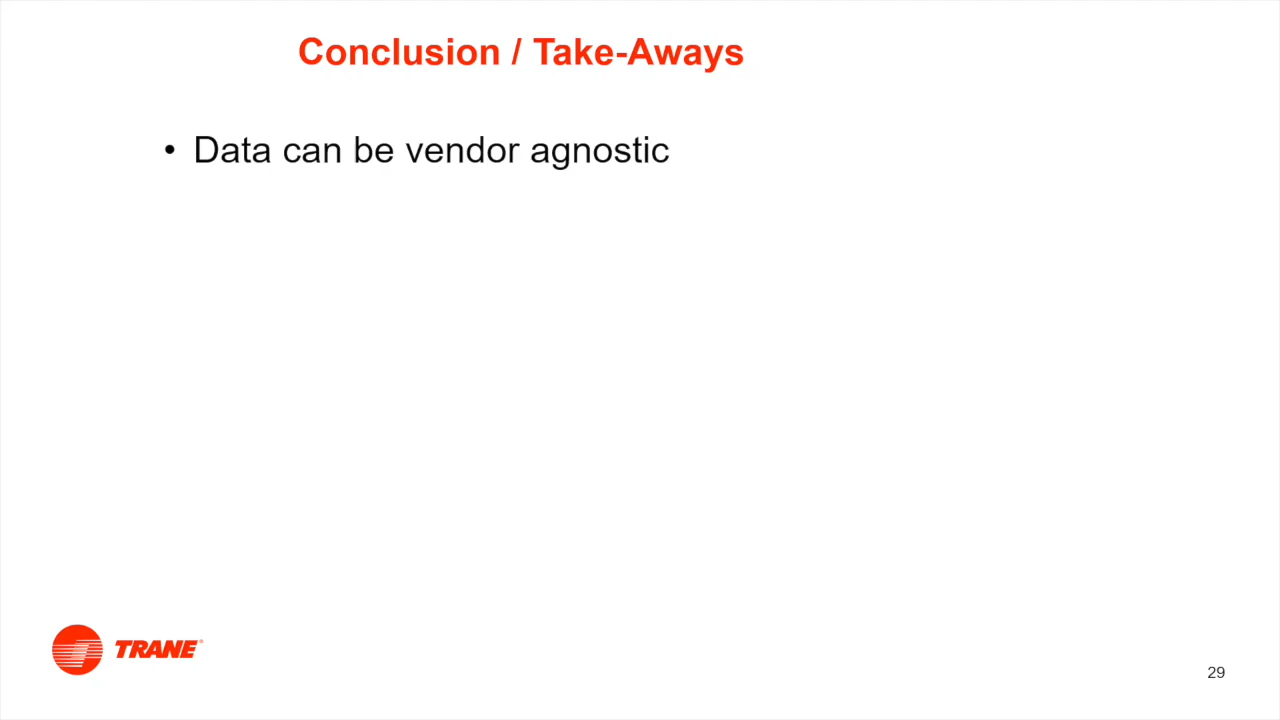 Conclusion / Take-Aways
• Data can be vendor agnostic
TRANE®
29